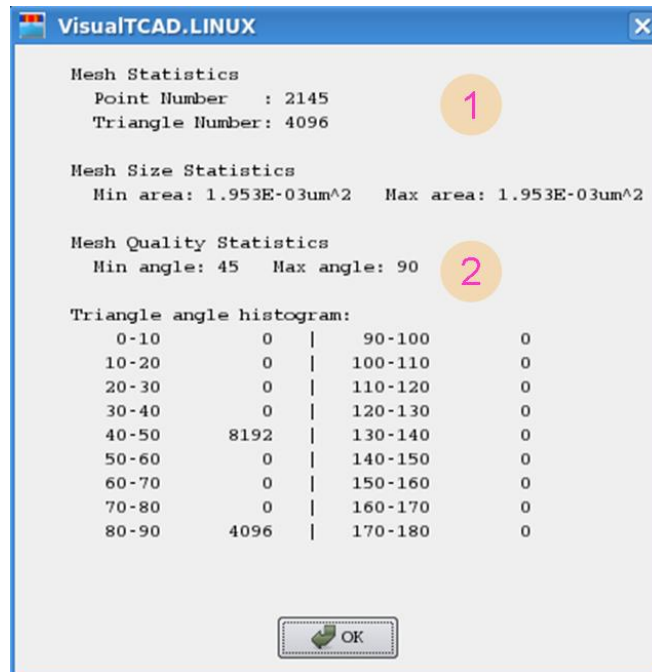 VisualTCAD.LINUX
Mesh Statistics
Point Number : 2145
1
Triangle Number: 4096
Mesh Size Statistics
Min area: 1.953E-03um^2 Max area: 1.953E-03um^2
Mesh Quality Statistics
Min angle: 45 Max angle: 90
2
Triangle angle histogram:
0-10 0 | 90-100 0
10-20 0 | 100-110 0
20-30 0 | 110-120 0
30-40 0 | 120-130 0
40-50 8192 | 130-140 0
50-60 0 | 140-150 0
60-70 0 | 150-160 0
70-80 0 | 160-170 0
80-90 4096 | 170-180 0
OK